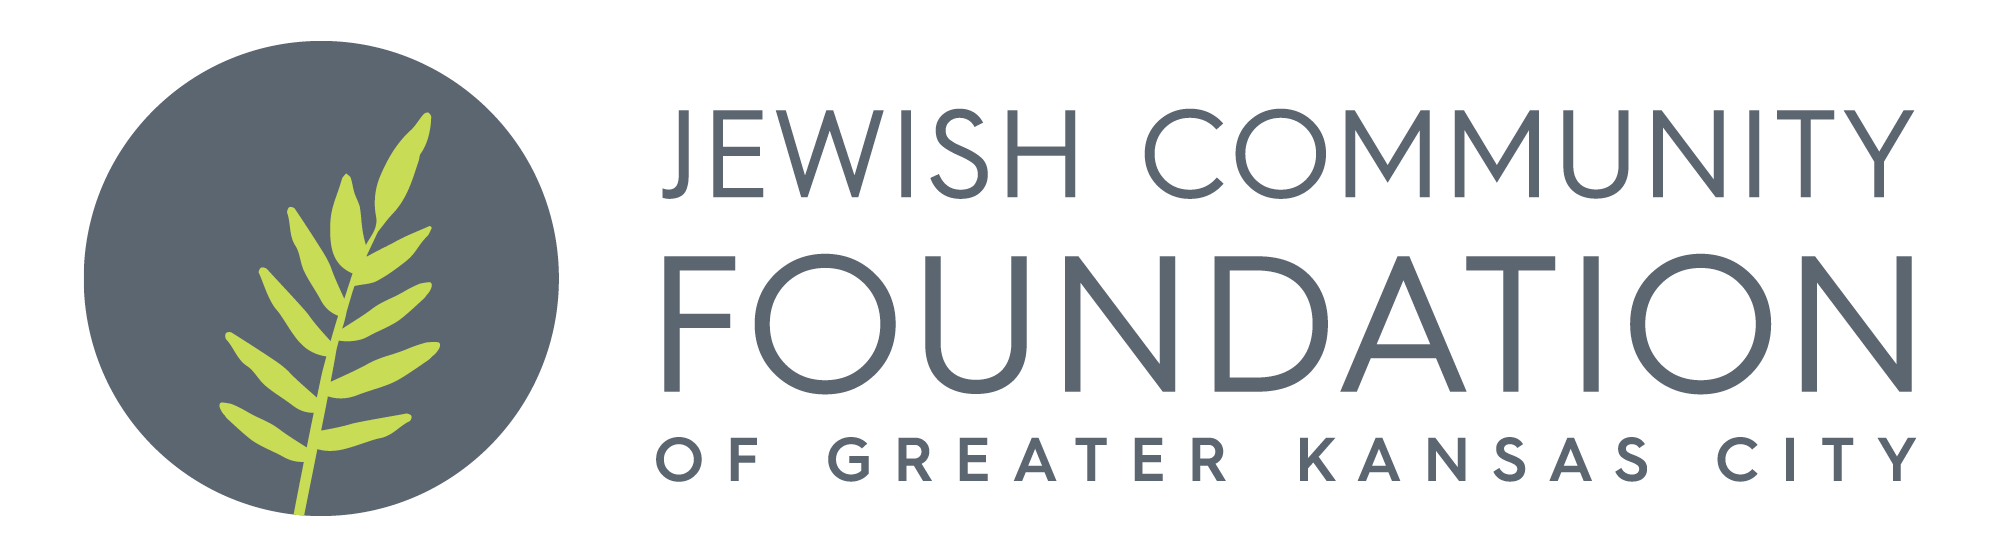 JEWISH COMMUNITY
FOUNDATION
OF GREATER KANSAS CITY